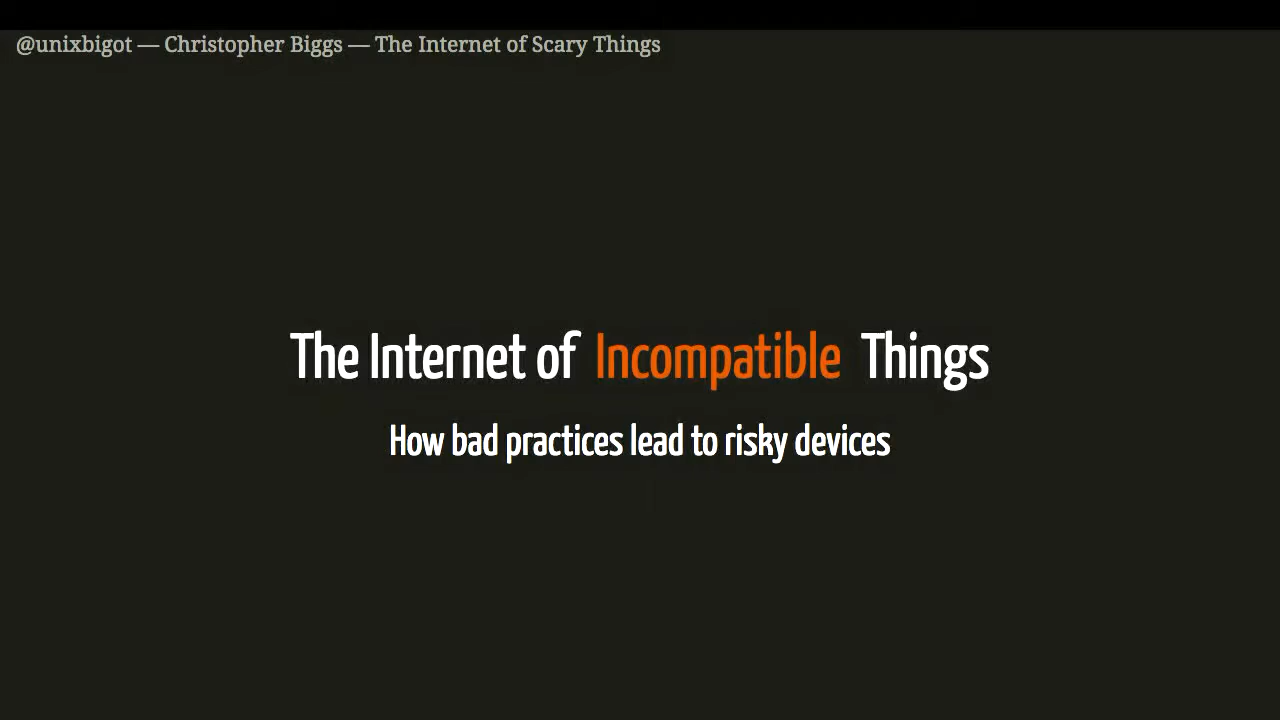 @unixbigot — Christopher Biggs — The Internet of Scary Things
The Internet of Incompatible Things
How bad practices lead to risky devices